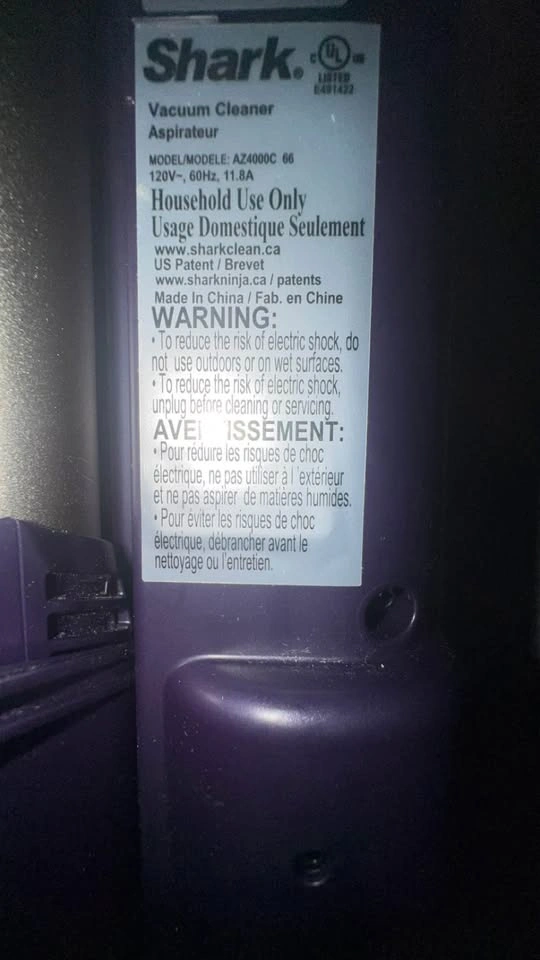 Shark®
C UL US
LISTED
E491422
Vacuum Cleaner
Aspirateur
MODEL/MODELE: AZ4000C 66
120V~, 60Hz, 11.8A
Household Use Only
Usage Domestique Seulement
www.sharkclean.ca
US Patent / Brevet
www.sharkninja.ca / patents
Made In China / Fab. en Chine
WARNING:
• To reduce the risk of electric shock, do
not use outdoors or on wet surfaces.
• To reduce the risk of electric shock,
unplug before cleaning or servicing.
AVERTISSEMENT:
• Pour réduire les risques de choc
électrique, ne pas utiliser à l'extérieur
et ne pas aspirer de matières humides.
• Pour éviter les risques de choc
électrique, débrancher avant le
nettoyage ou l'entretien.